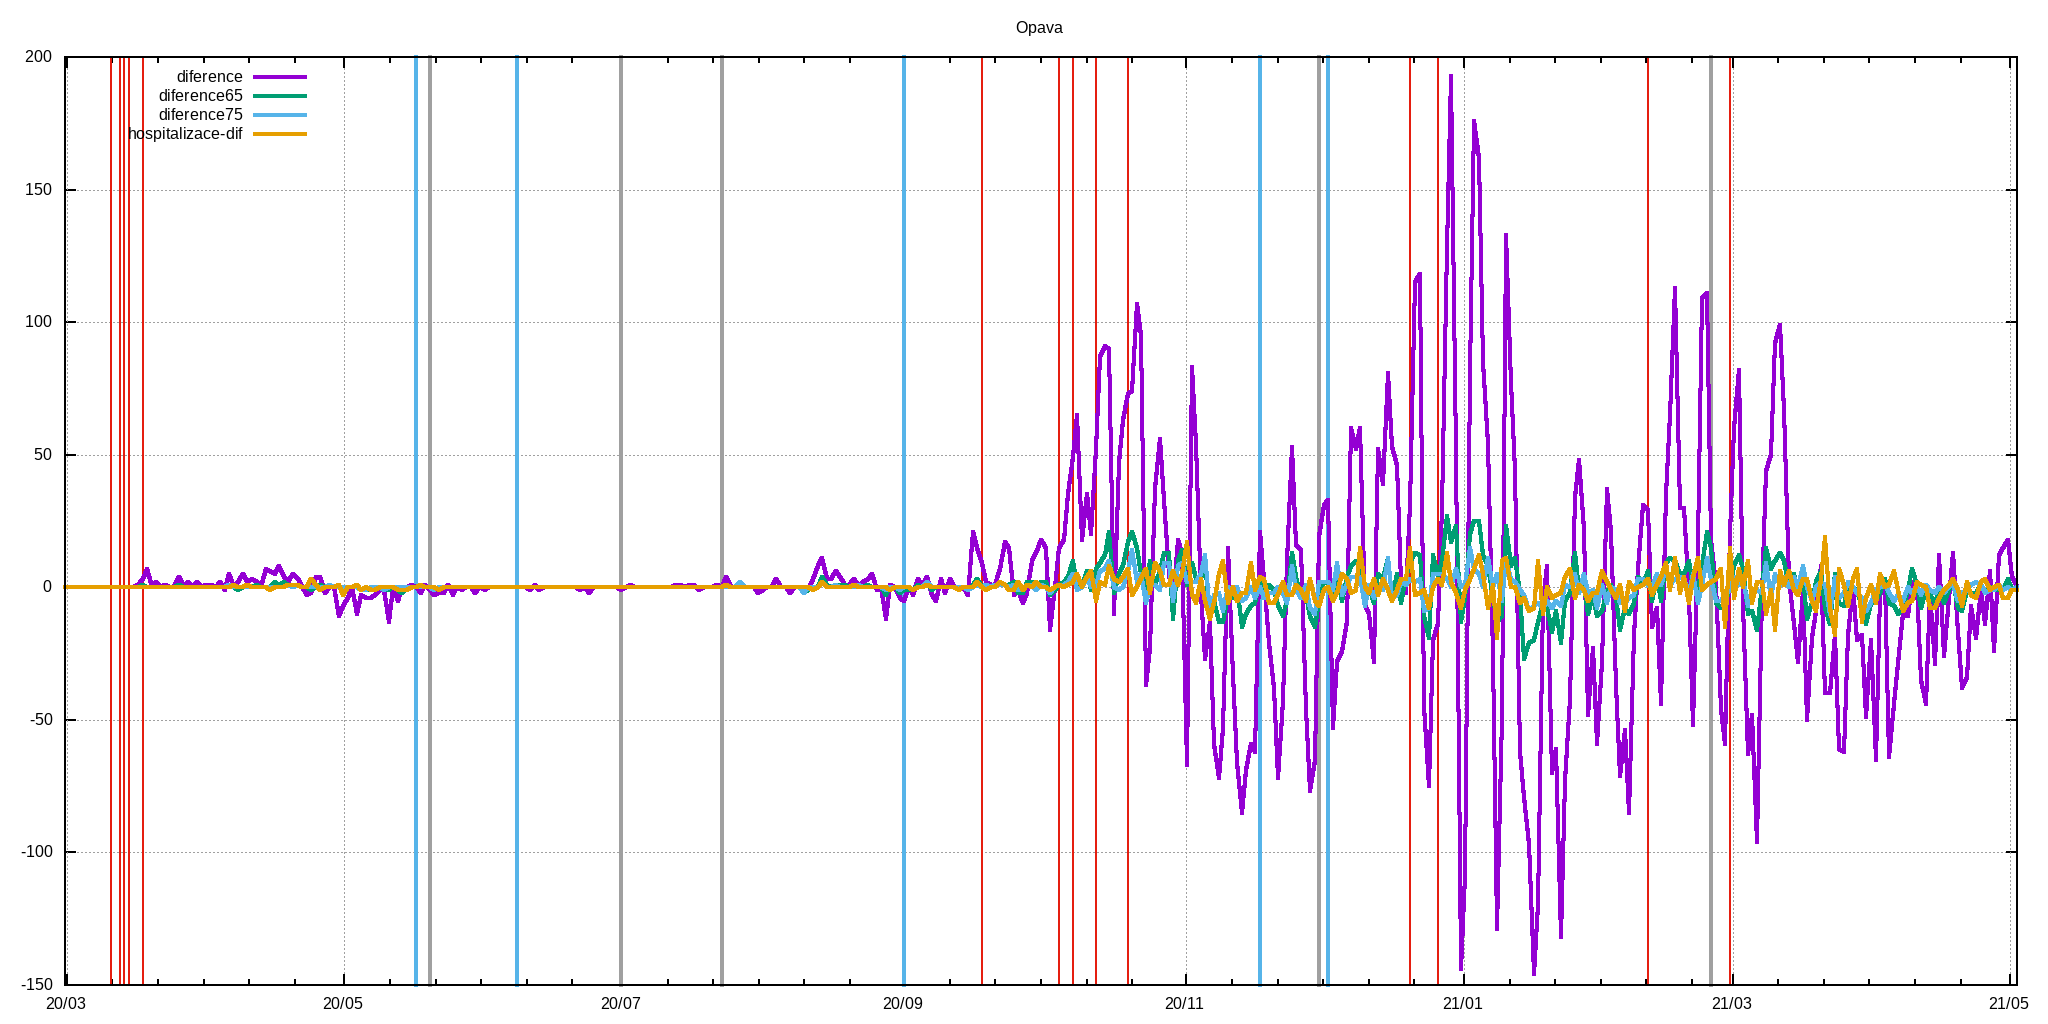 Opava
200
150
100
50
0
-50
-100
-150
diference
diference65
diference75
hospitalizace-dif
20/03 20/05 20/07 20/09 20/11 21/01 21/03 21/05